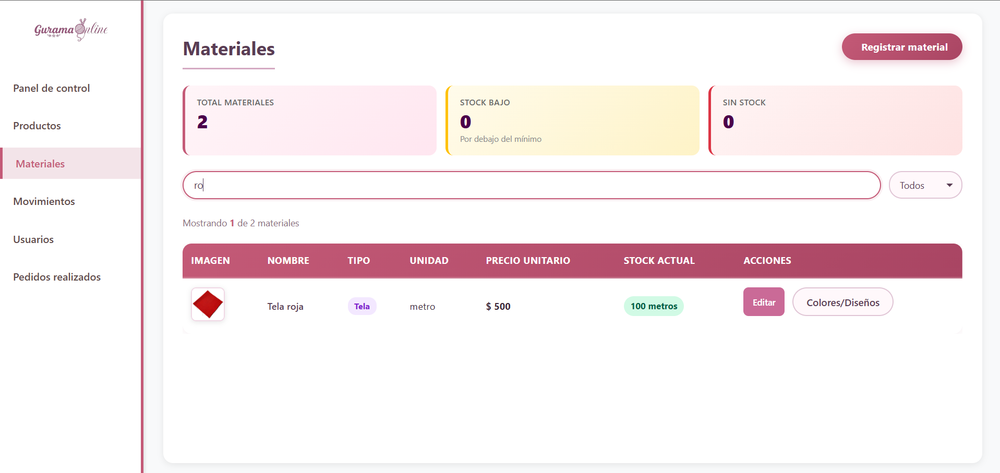 Gurama Online
Panel de control
Productos
Materiales
Movimientos
Usuarios
Pedidos realizados
Materiales
Registrar material
TOTAL MATERIALES
2
STOCK BAJO
0
Por debajo del mínimo
SIN STOCK
0
ro
Todos
Mostrando 1 de 2 materiales
IMAGEN NOMBRE TIPO UNIDAD PRECIO UNITARIO STOCK ACTUAL ACCIONES
Tela roja Tela metro $ 500 100 metros Editar Colores/Diseños